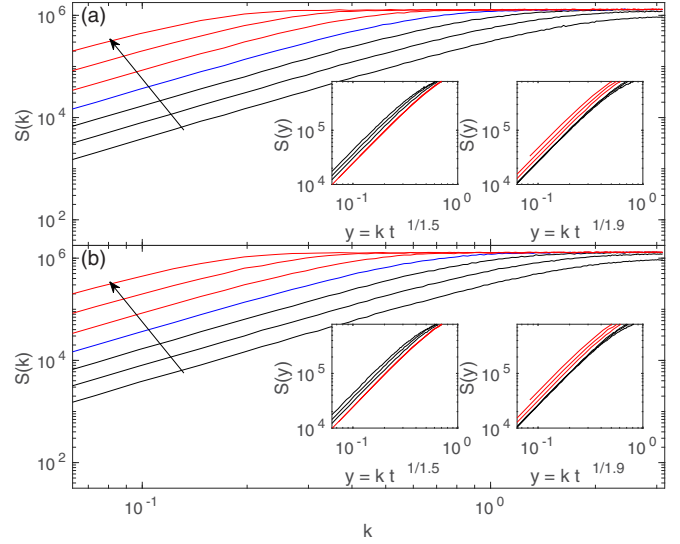 (a)
10^6
10^4
10^2
S(k)
S(y)
10^5
10^4
10^-1
10^0
y = k t^1/1.5
S(y)
10^5
10^4
10^-1
10^0
y = k t^1/1.9
(b)
10^6
10^4
10^2
S(k)
S(y)
10^5
10^4
10^-1
10^0
y = k t^1/1.5
S(y)
10^5
10^4
10^-1
10^0
y = k t^1/1.9
10^-1
10^0
k